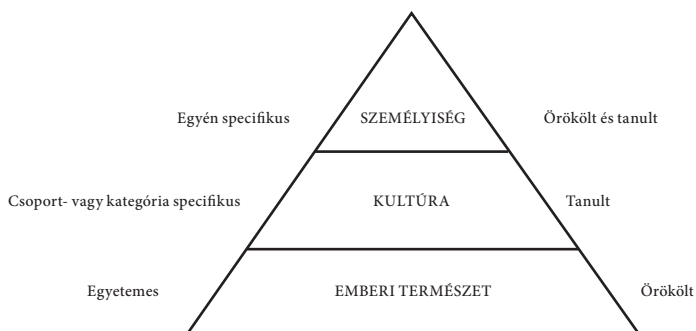 Egyén specifikus SZEMÉLYISÉG Örökölt és tanult
Csoport- vagy kategória specifikus KULTÚRA Tanult
Egyetemes EMBERI TERMÉSZET Örökölt